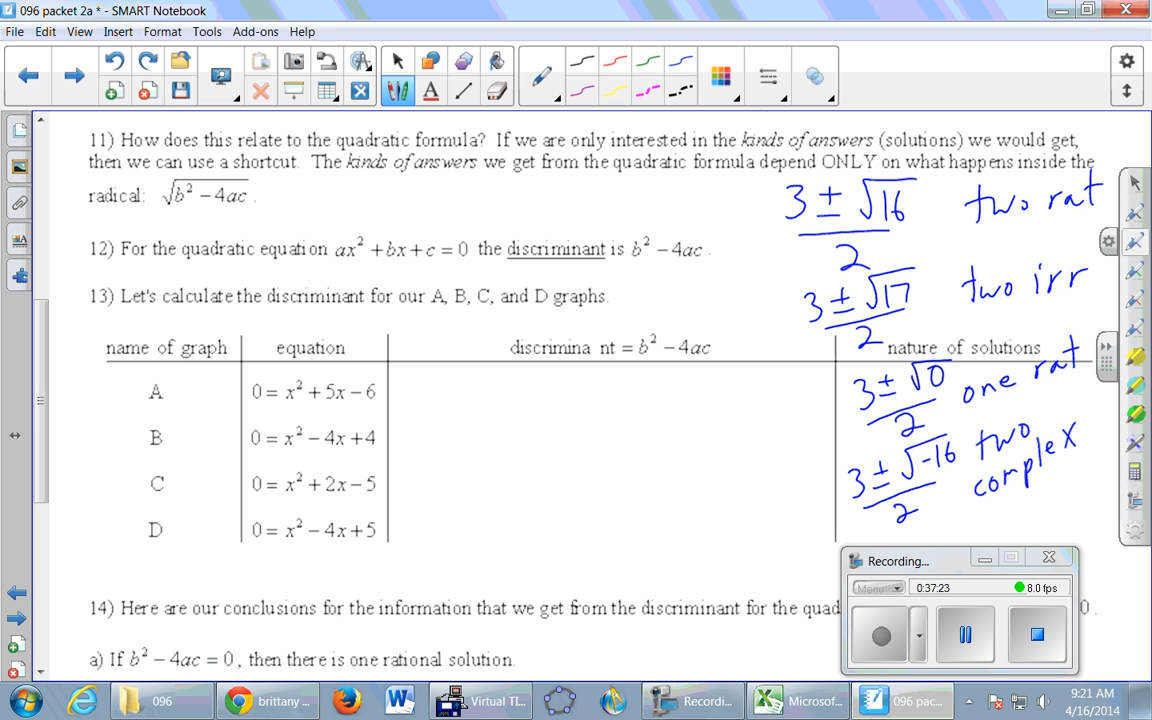 096 packet 2a * - SMART Notebook
File Edit View Insert Format Tools Add-ons Help
11) How does this relate to the quadratic formula? If we are only interested in the kinds of answers (solutions) we would get,
then we can use a shortcut. The kinds of answers we get from the quadratic formula depend ONLY on what happens inside the
radical: √(b² − 4ac) .
3 ± √16 / 2 two rat
12) For the quadratic equation ax² + bx + c = 0 the discriminant is b² − 4ac .
3 ± √17 / 2 two irr
13) Let's calculate the discriminant for our A, B, C, and D graphs.
name of graph equation discrimina nt = b² − 4ac nature of solutions
A 0 = x² + 5x − 6
3 ± √0 / 2 one rat
B 0 = x² − 4x + 4
3 ± √-16 / 2 two complex
C 0 = x² + 2x − 5
D 0 = x² − 4x + 5
Recording...
Menu 0:37:23 8.0 fps
14) Here are our conclusions for the information that we get from the discriminant for the quad 0 .
a) If b² − 4ac = 0, then there is one rational solution.
096 brittany ... Virtual TI... Recordi... Microsof... 096 pac...
9:21 AM
4/16/2014